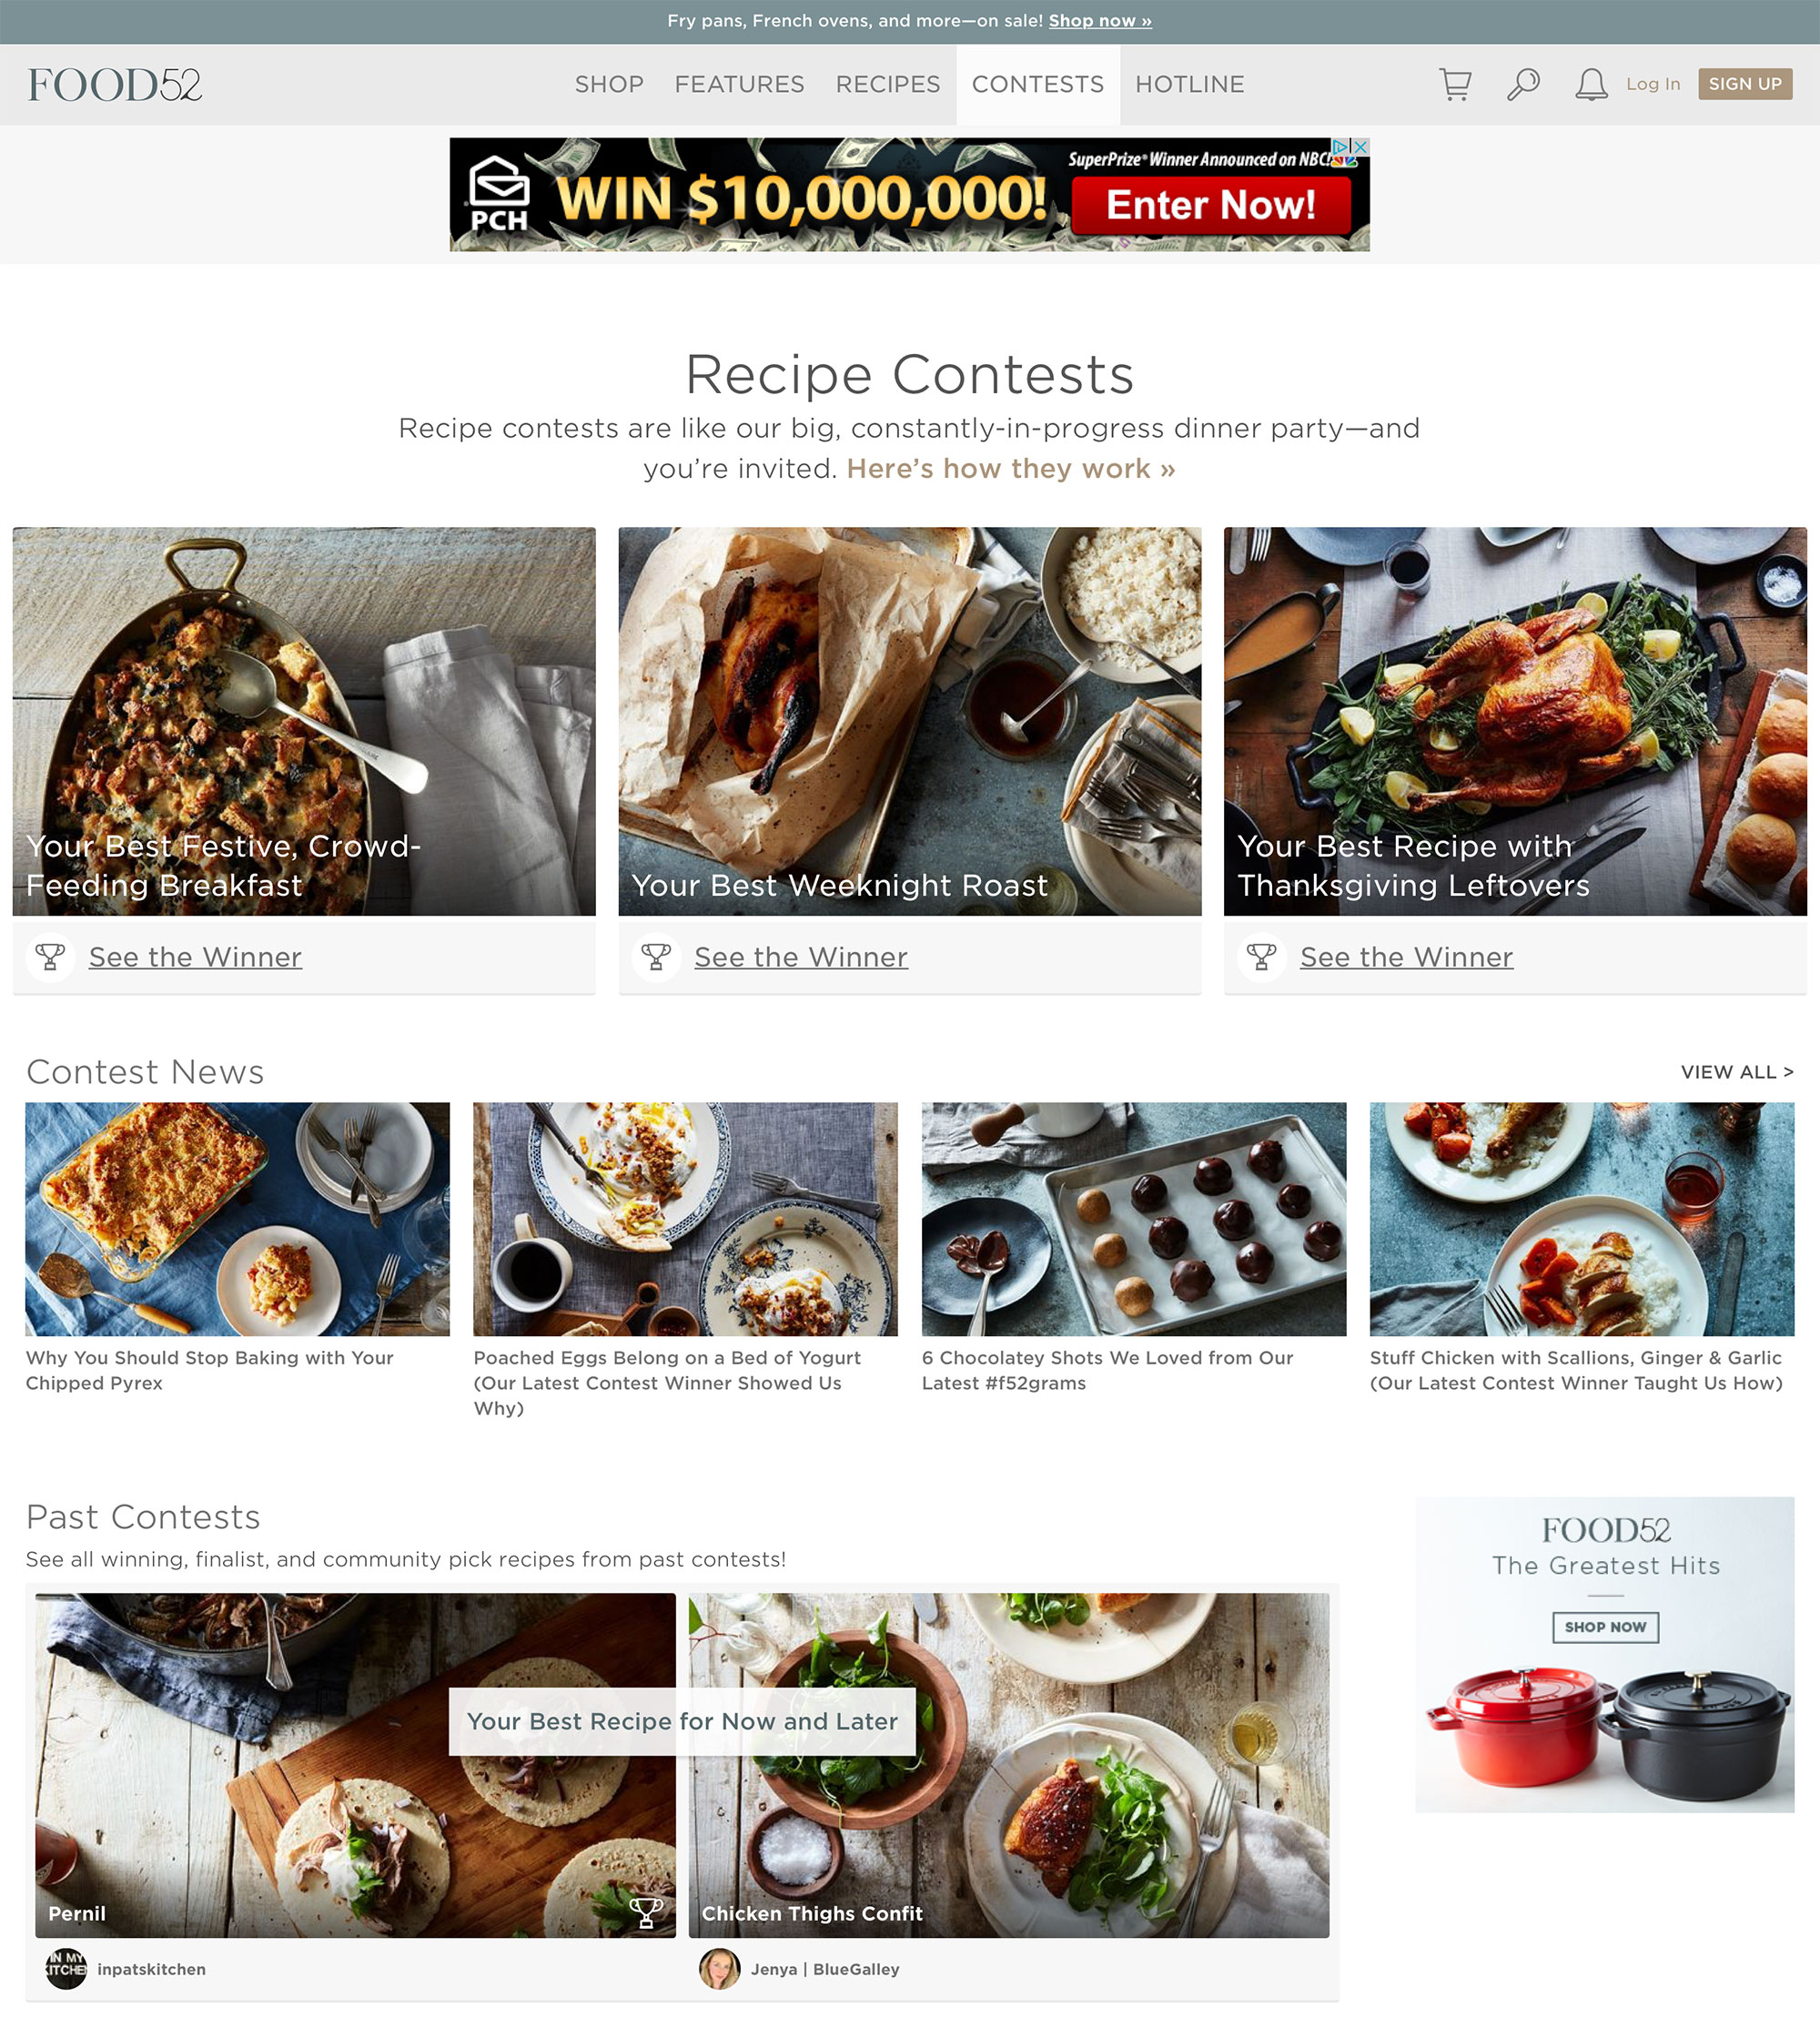 Fry pans, French ovens, and more—on sale! Shop now »
FOOD52
SHOP
FEATURES
RECIPES
CONTESTS
HOTLINE
Log In
SIGN UP
PCH
WIN $10,000,000!
SuperPrize® Winner Announced on NBC!
Enter Now!
Recipe Contests
Recipe contests are like our big, constantly-in-progress dinner party—and
you're invited. Here's how they work »
Your Best Festive, Crowd-
Feeding Breakfast
See the Winner
Your Best Weeknight Roast
See the Winner
Your Best Recipe with
Thanksgiving Leftovers
See the Winner
Contest News
VIEW ALL >
Why You Should Stop Baking with Your
Chipped Pyrex
Poached Eggs Belong on a Bed of Yogurt
(Our Latest Contest Winner Showed Us
Why)
6 Chocolatey Shots We Loved from Our
Latest #f52grams
Stuff Chicken with Scallions, Ginger & Garlic
(Our Latest Contest Winner Taught Us How)
Past Contests
See all winning, finalist, and community pick recipes from past contests!
Your Best Recipe for Now and Later
Pernil
IN MY
KITCHEN
inpatskitchen
Chicken Thighs Confit
Jenya | BlueGalley
FOOD52
The Greatest Hits
SHOP NOW